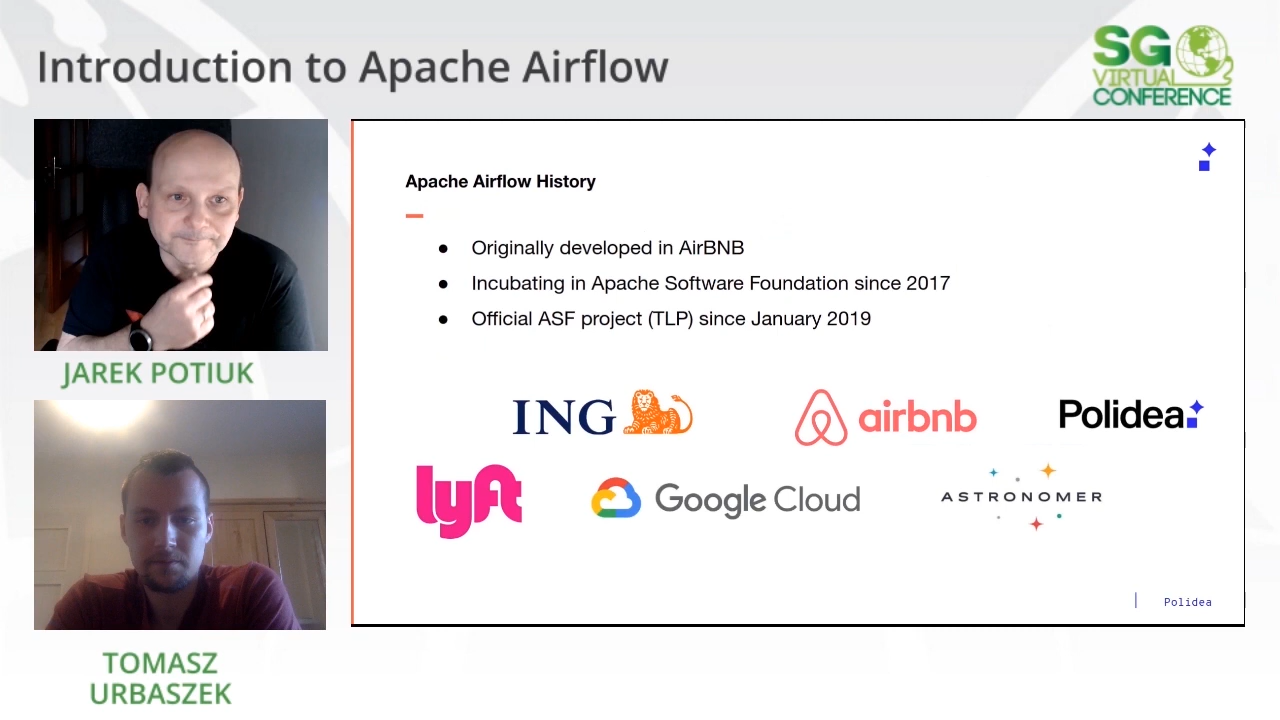 Introduction to Apache Airflow
SG
VIRTUAL
CONFERENCE
JAREK POTIUK
TOMASZ
URBASZEK
Apache Airflow History
● Originally developed in AirBNB
● Incubating in Apache Software Foundation since 2017
● Official ASF project (TLP) since January 2019
ING
airbnb
Polidea
lyft
Google Cloud
ASTRONOMER
Polidea